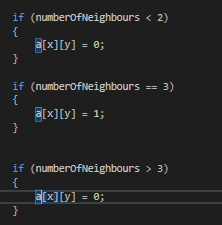 if (numberOfNeighbours < 2)
{
a[x][y] = 0;
}
if (numberOfNeighbours == 3)
{
a[x][y] = 1;
}
if (numberOfNeighbours > 3)
{
a[x][y] = 0;
}